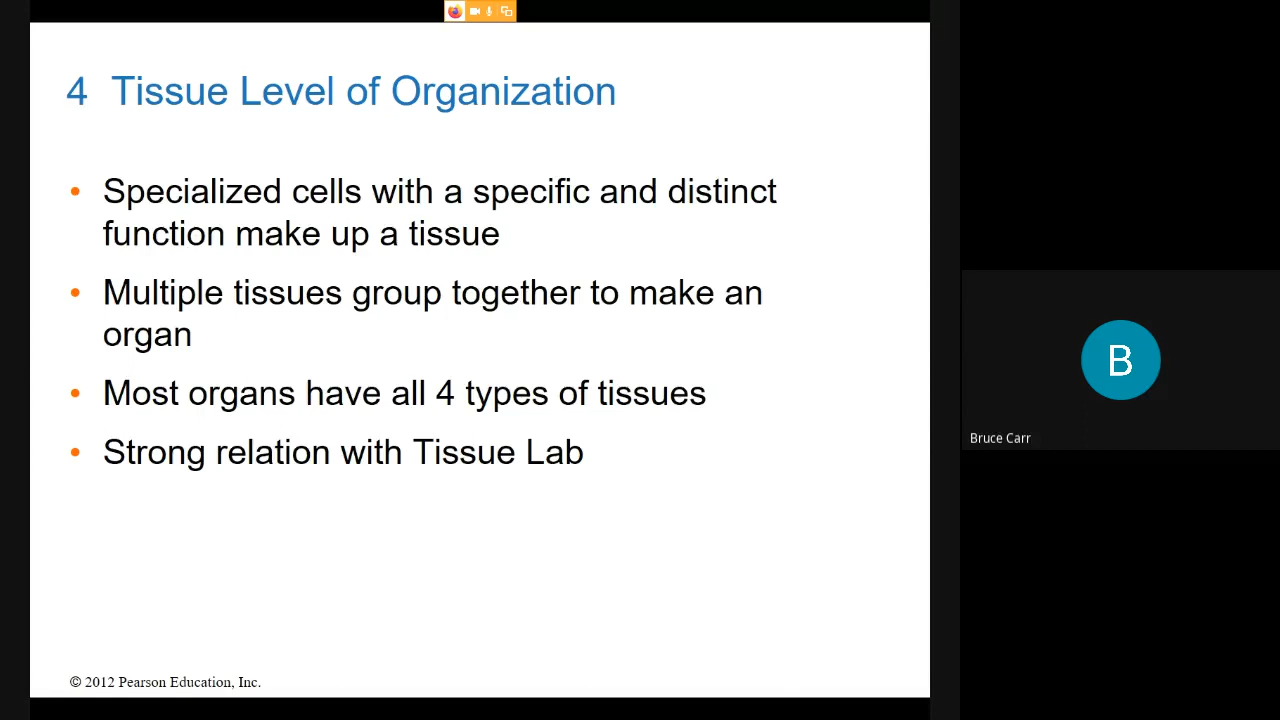 4 Tissue Level of Organization
• Specialized cells with a specific and distinct
function make up a tissue
• Multiple tissues group together to make an
organ
• Most organs have all 4 types of tissues
• Strong relation with Tissue Lab
© 2012 Pearson Education, Inc.
B
Bruce Carr